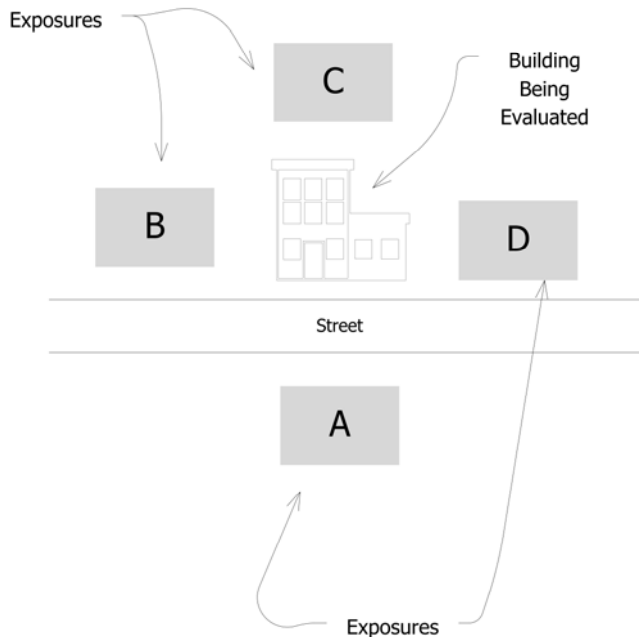 Exposures
C
Building
Being
Evaluated
B
D
Street
A
Exposures